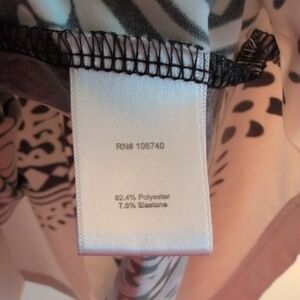 RN# 106740
92.4% Polyester
7.6% Elastane